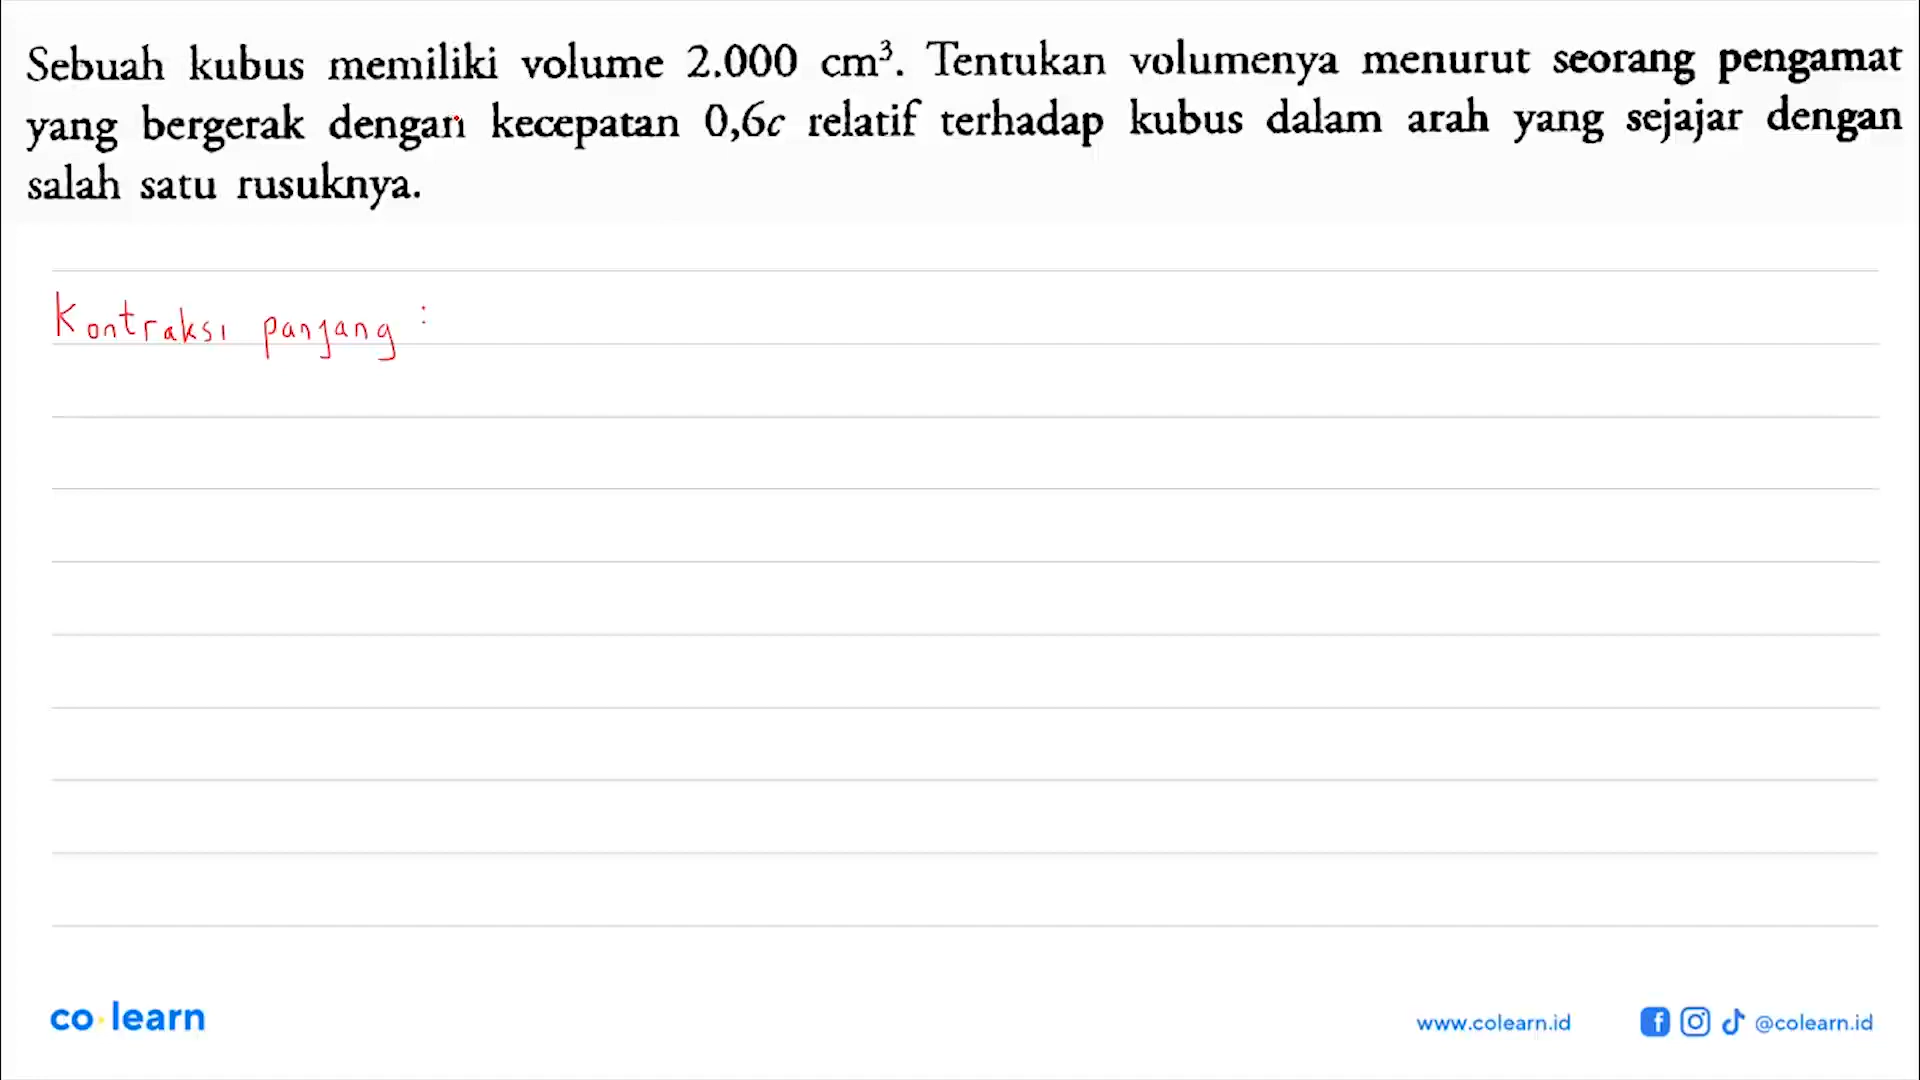 Sebuah kubus memiliki volume 2.000 cm³. Tentukan volumenya menurut seorang pengamat
yang bergerak dengan kecepatan 0,6c relatif terhadap kubus dalam arah yang sejajar dengan
salah satu rusuknya.
Kontraksi panjang :
co learn
www.colearn.id
@colearn.id